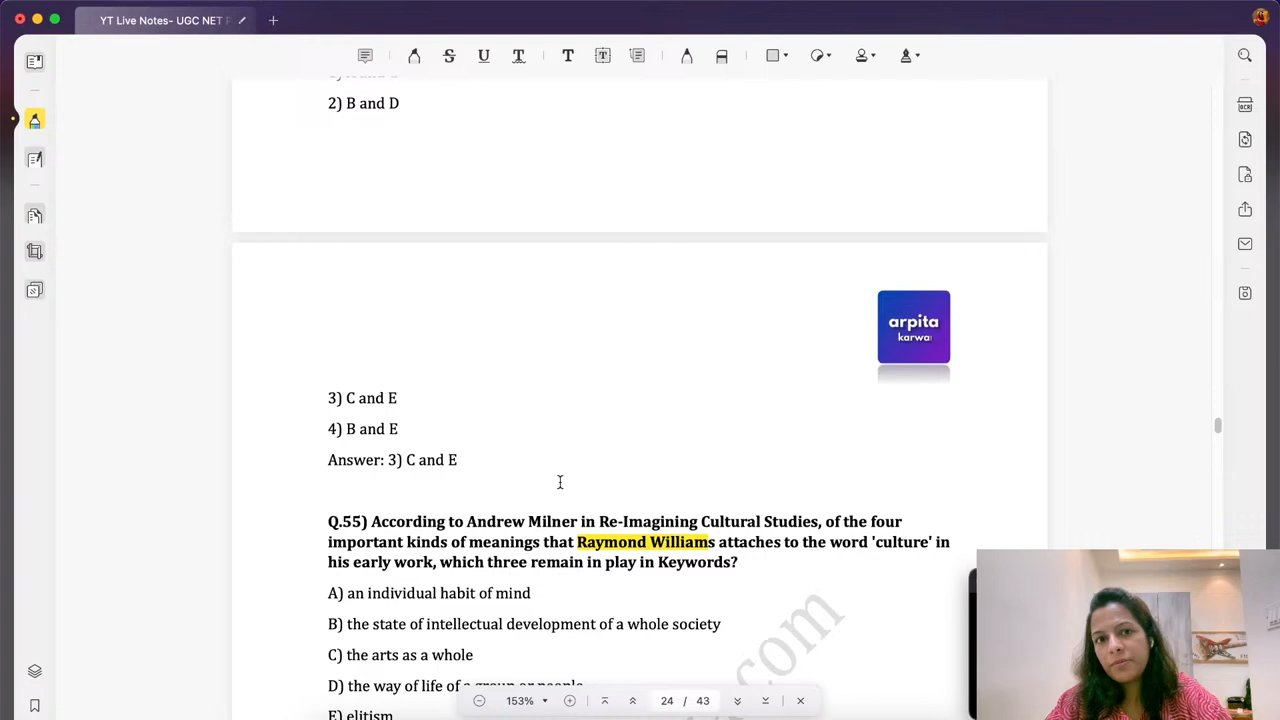 YT Live Notes- UGC NET P
2) B and D
arpita
karwa
3) C and E
4) B and E
Answer: 3) C and E
Q.55) According to Andrew Milner in Re-Imagining Cultural Studies, of the four
important kinds of meanings that Raymond Williams attaches to the word 'culture' in
his early work, which three remain in play in Keywords?
A) an individual habit of mind
B) the state of intellectual development of a whole society
C) the arts as a whole
D) the way of life of a group or people
E) elitism
.com
153%
24 / 43